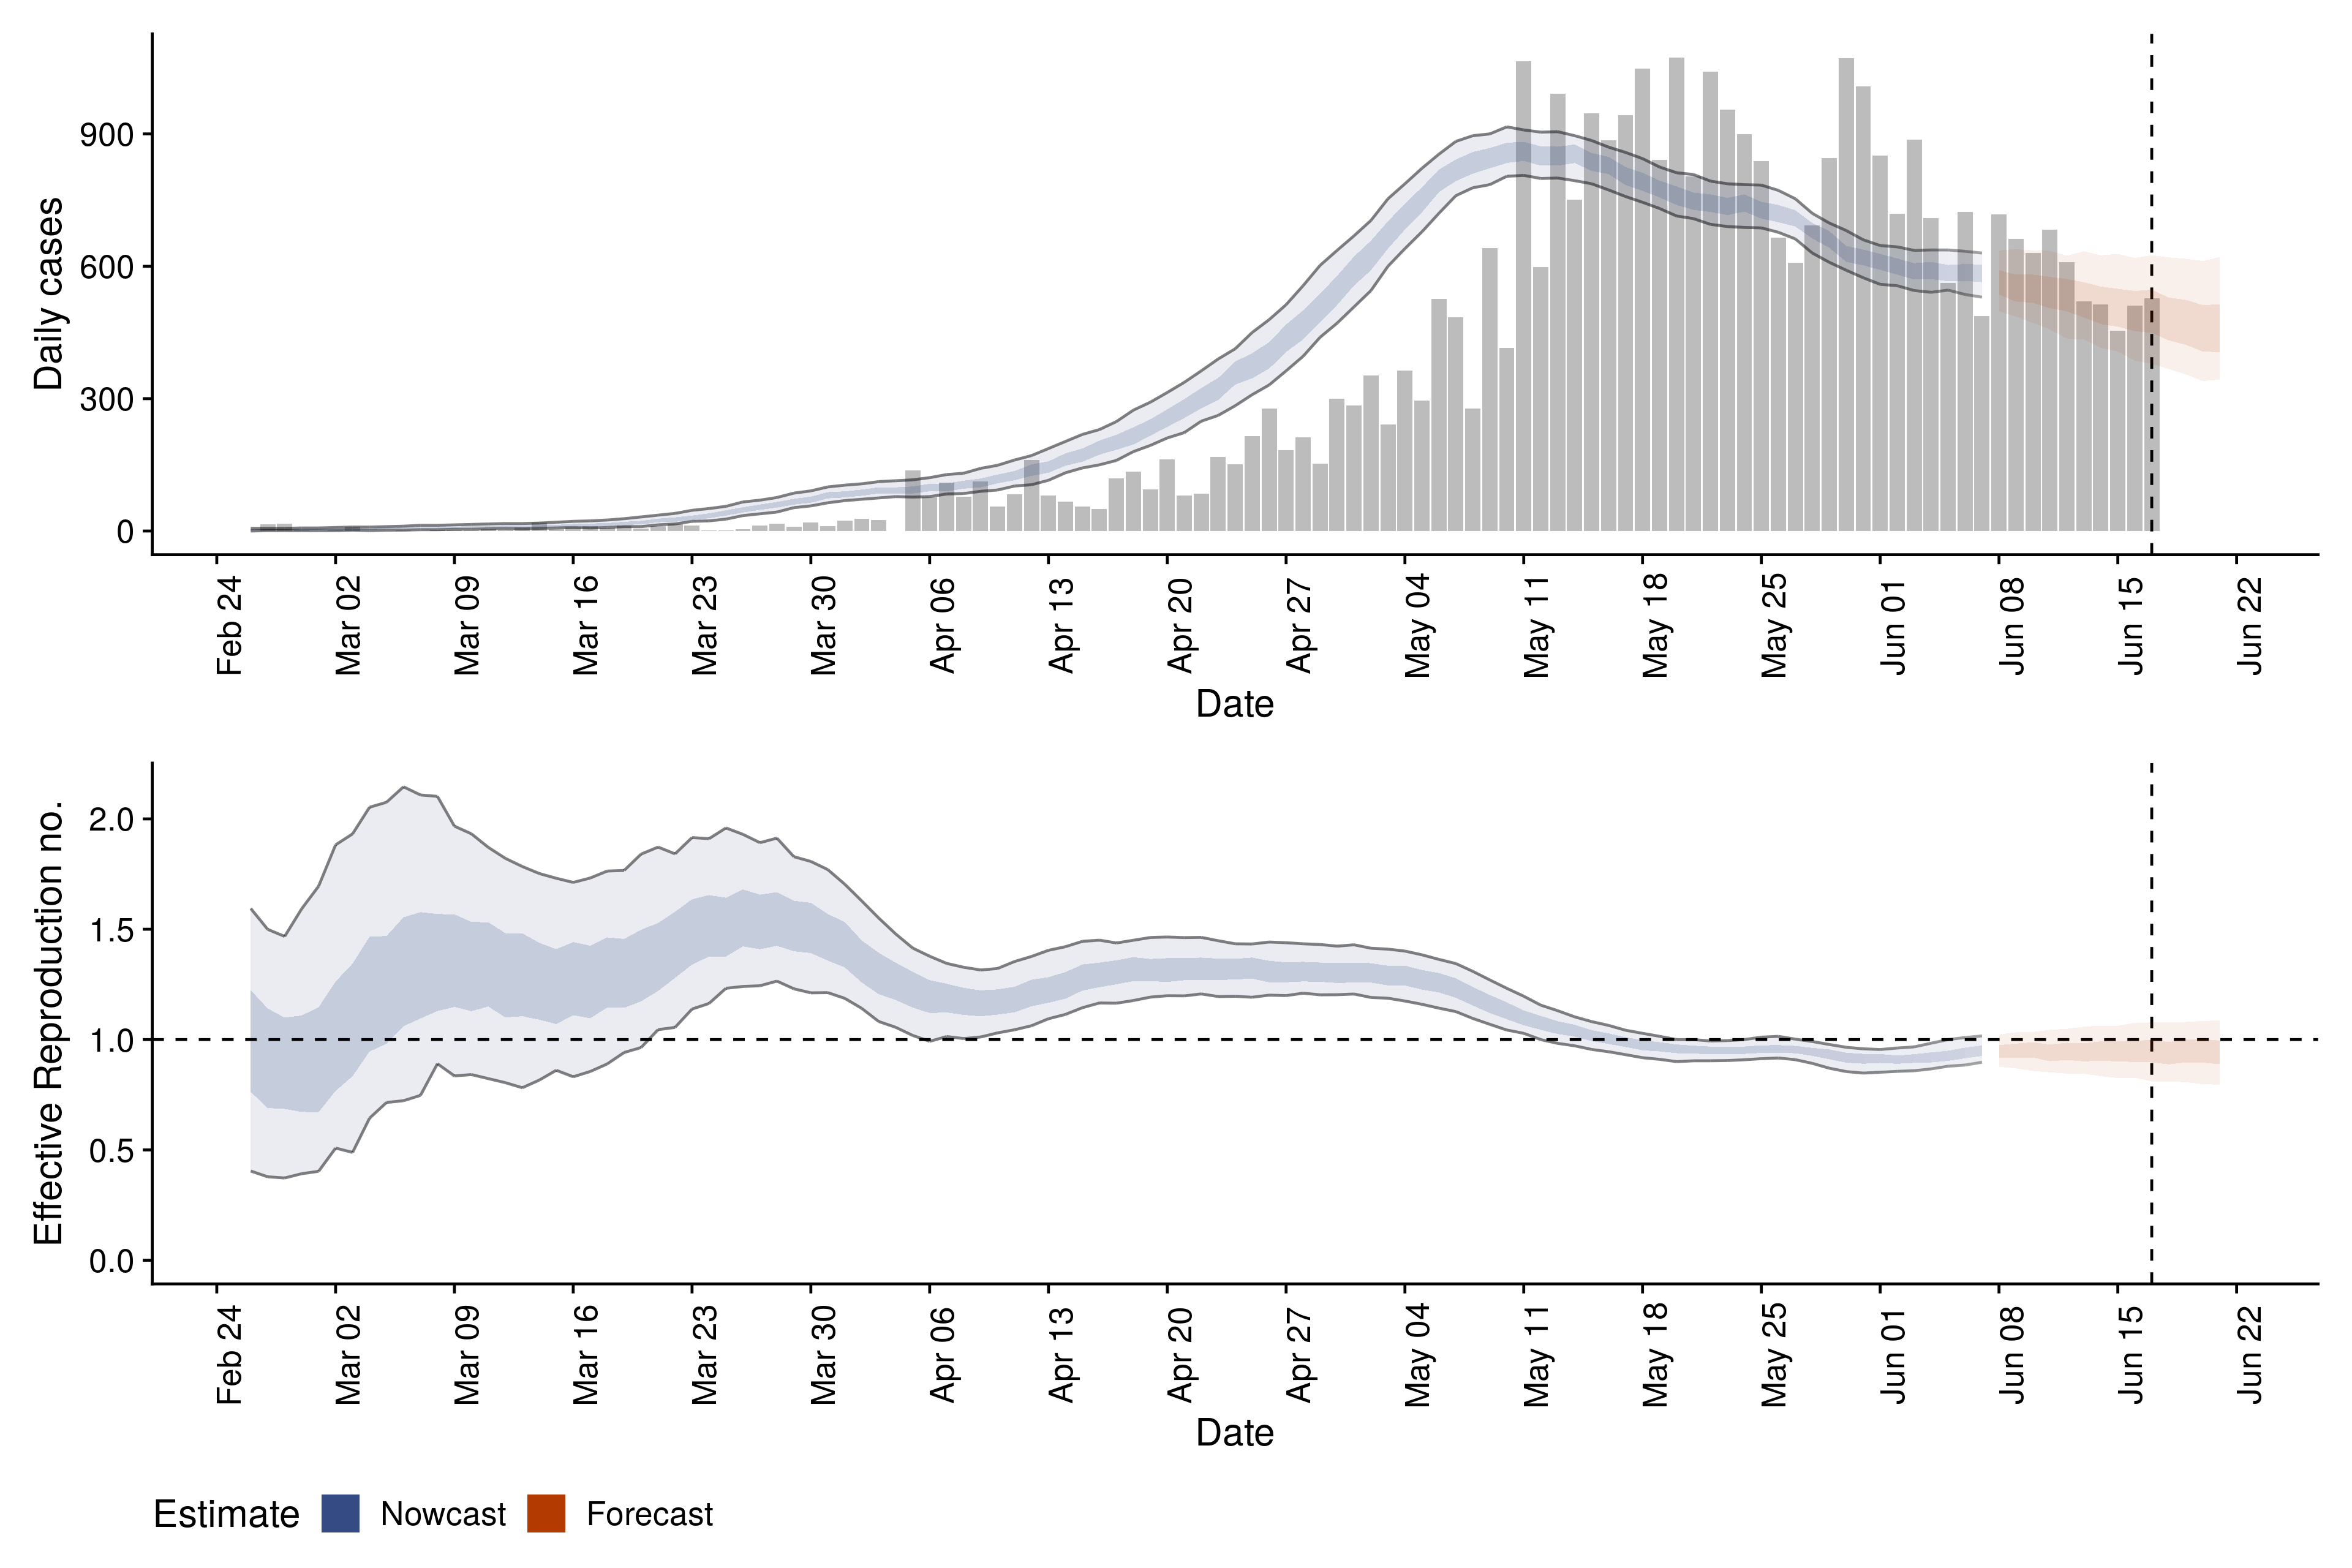 Daily cases
900
600
300
0
Feb 24
Mar 02
Mar 09
Mar 16
Mar 23
Mar 30
Apr 06
Apr 13
Apr 20
Apr 27
May 04
May 11
May 18
May 25
Jun 01
Jun 08
Jun 15
Jun 22
Date
Effective Reproduction no.
2.0
1.5
1.0
0.5
0.0
Feb 24
Mar 02
Mar 09
Mar 16
Mar 23
Mar 30
Apr 06
Apr 13
Apr 20
Apr 27
May 04
May 11
May 18
May 25
Jun 01
Jun 08
Jun 15
Jun 22
Date
Estimate Nowcast Forecast